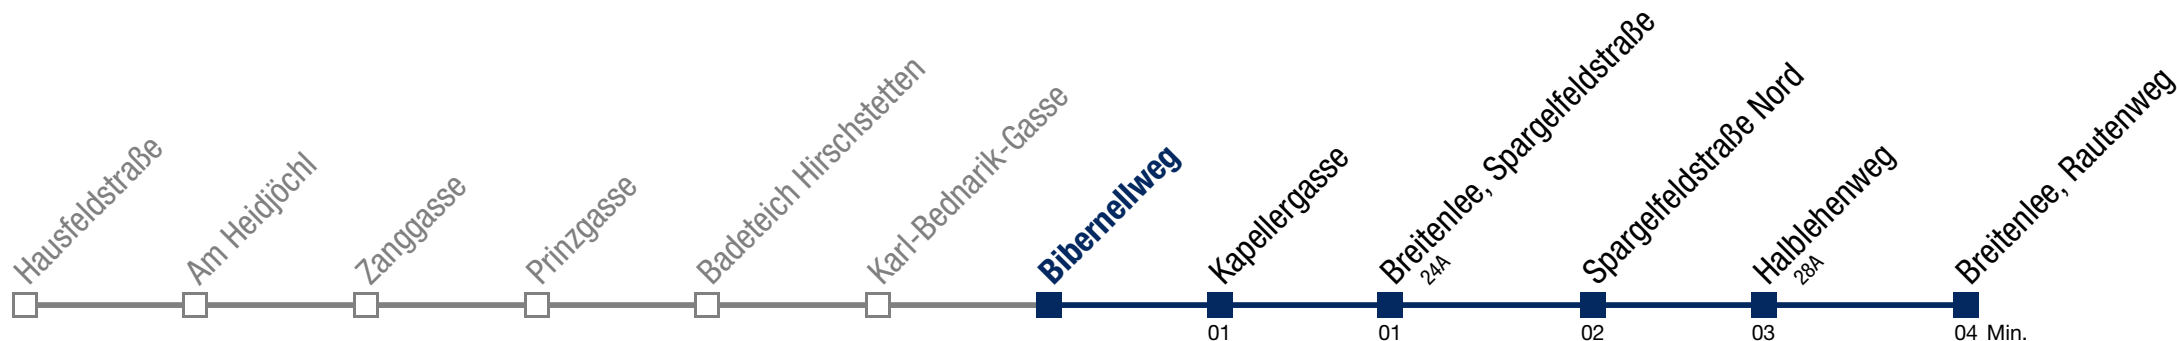 Hausfeldstraße
Am Heidjöchl
Zanggasse
Prinzgasse
Badeteich Hirschstetten
Karl-Bednarik-Gasse
Bibernellweg
Kapellergasse
Breitenlee, Spargelfeldstraße
24A
Spargelfeldstraße Nord
Halblehenweg
28A
Breitenlee, Rautenweg
01 01 02 03 04 Min.